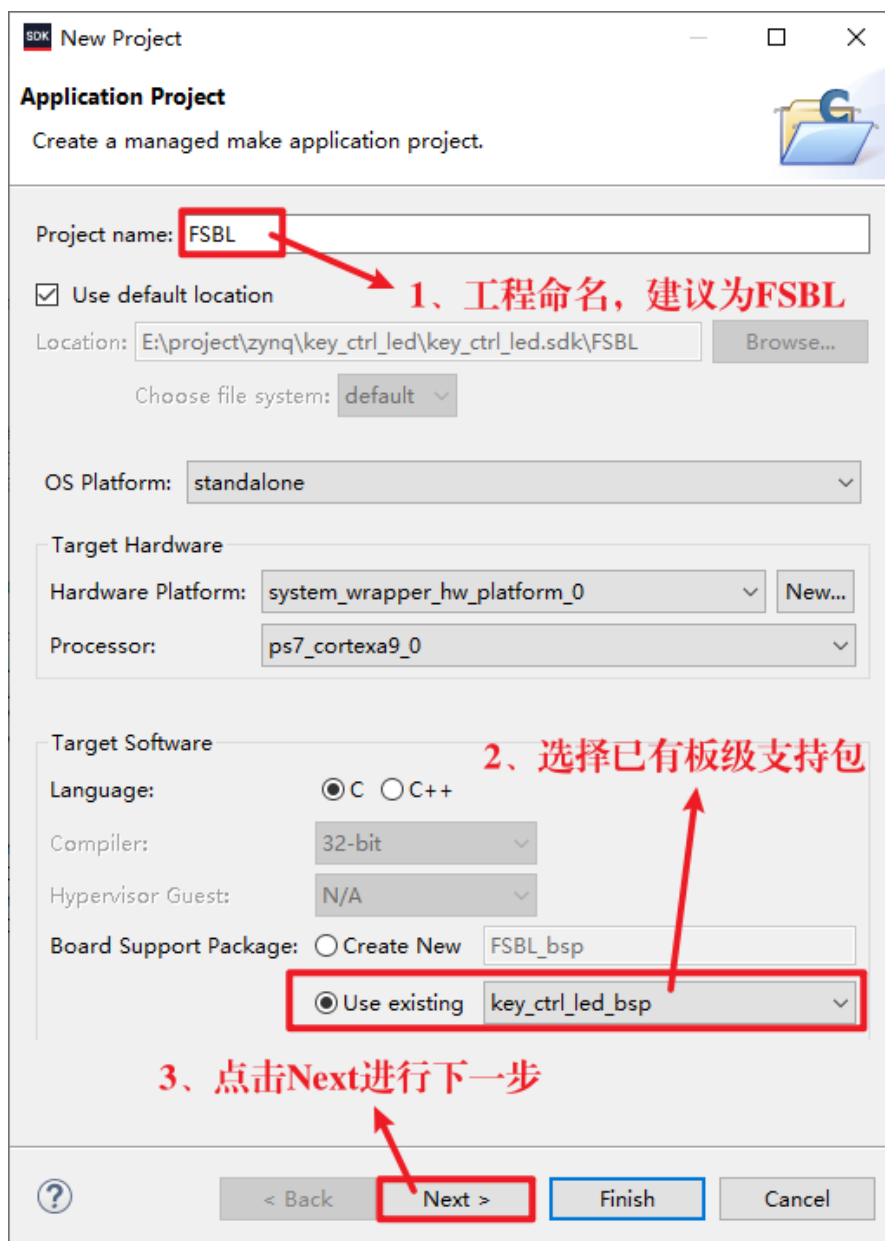 SDK New Project
Application Project
Create a managed make application project.
Project name: FSBL
1、工程命名，建议为FSBL
Use default location
Location: E:\project\zynq\key_ctrl_led\key_ctrl_led.sdk\FSBL Browse...
Choose file system: default
OS Platform: standalone
Target Hardware
Hardware Platform: system_wrapper_hw_platform_0 New...
Processor: ps7_cortexa9_0
Target Software
2、选择已有板级支持包
Language: C C++
Compiler: 32-bit
Hypervisor Guest: N/A
Board Support Package: Create New FSBL_bsp
Use existing key_ctrl_led_bsp
3、点击Next进行下一步
? < Back Next > Finish Cancel